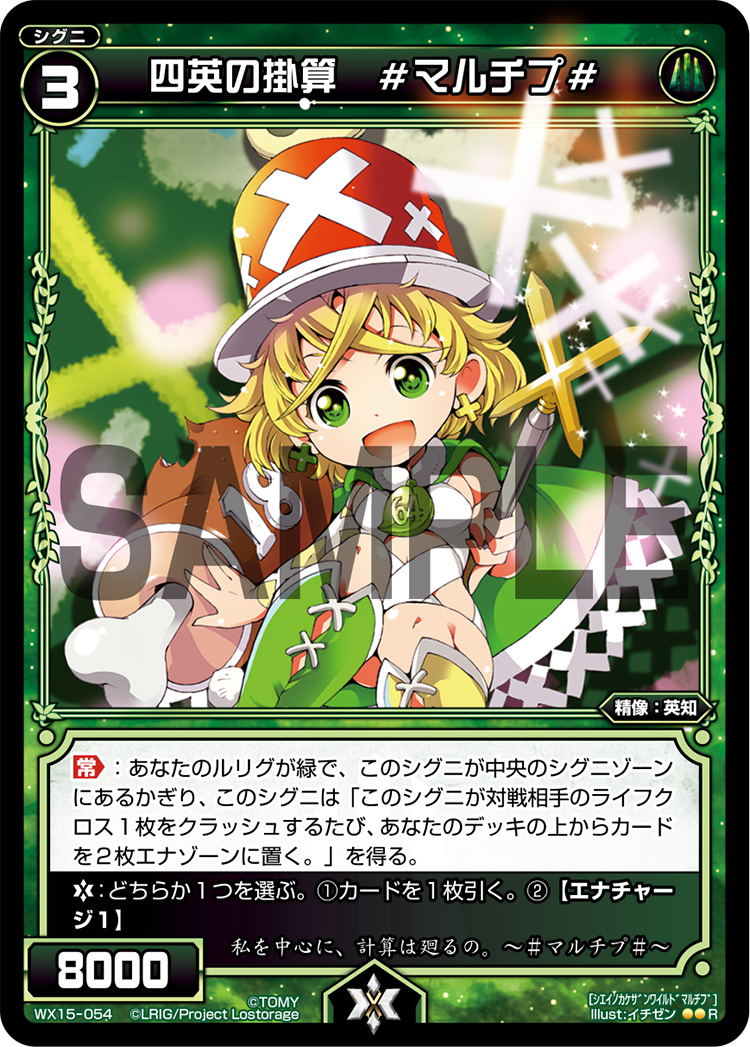 シグニ
3
四英の掛算　#マルチプ#
18
64
SAMPLE
精像：英知
常：あなたのルリグが緑で、このシグニが中央のシグニゾーン
にあるかぎり、このシグニは「このシグニが対戦相手のライフク
ロス１枚をクラッシュするたび、あなたのデッキの上からカード
を２枚エナゾーンに置く。」を得る。
：どちらか１つを選ぶ。①カードを１枚引く。②【エナチャー
ジ１】
私を中心に、計算は廻るの。～#マルチプ#～
8000
©TOMY
WX15-054 ©LRIG/Project Lostorage
[シエイノカケザンワイルドマルチプ]
Illust:イチゼン R